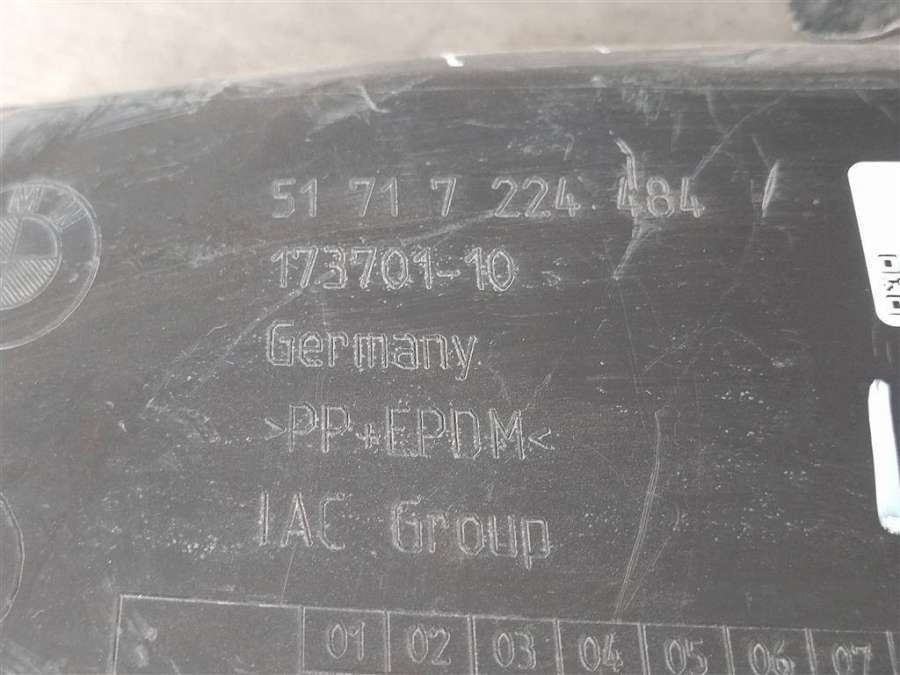 BMW
51 71 7 224 484
173701-10
Germany
>PP+EPDM<
IAC Group
01 02 03 04 05 06 07